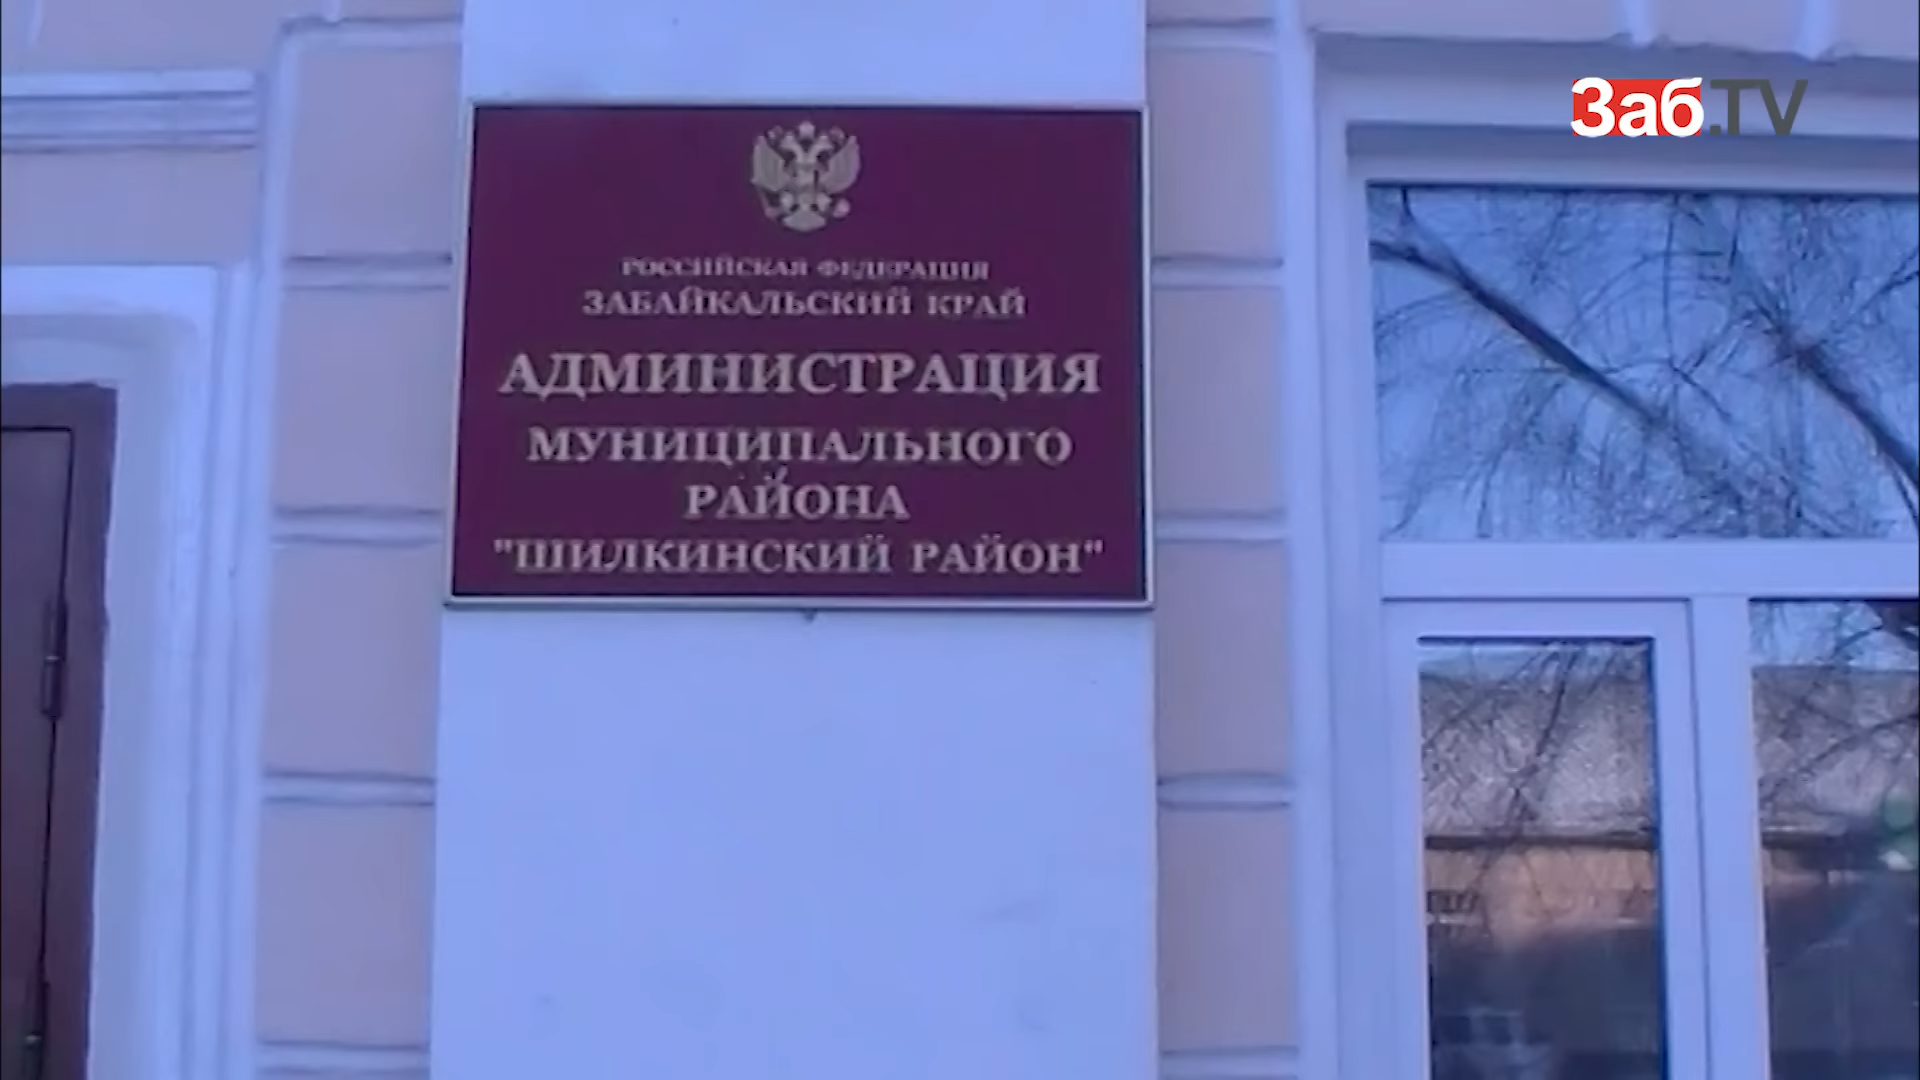 Заб.TV
РОССИЙСКАЯ ФЕДЕРАЦИЯ
ЗАБАЙКАЛЬСКИЙ КРАЙ
АДМИНИСТРАЦИЯ
МУНИЦИПАЛЬНОГО
РАЙОНА
"ШИЛКИНСКИЙ РАЙОН"